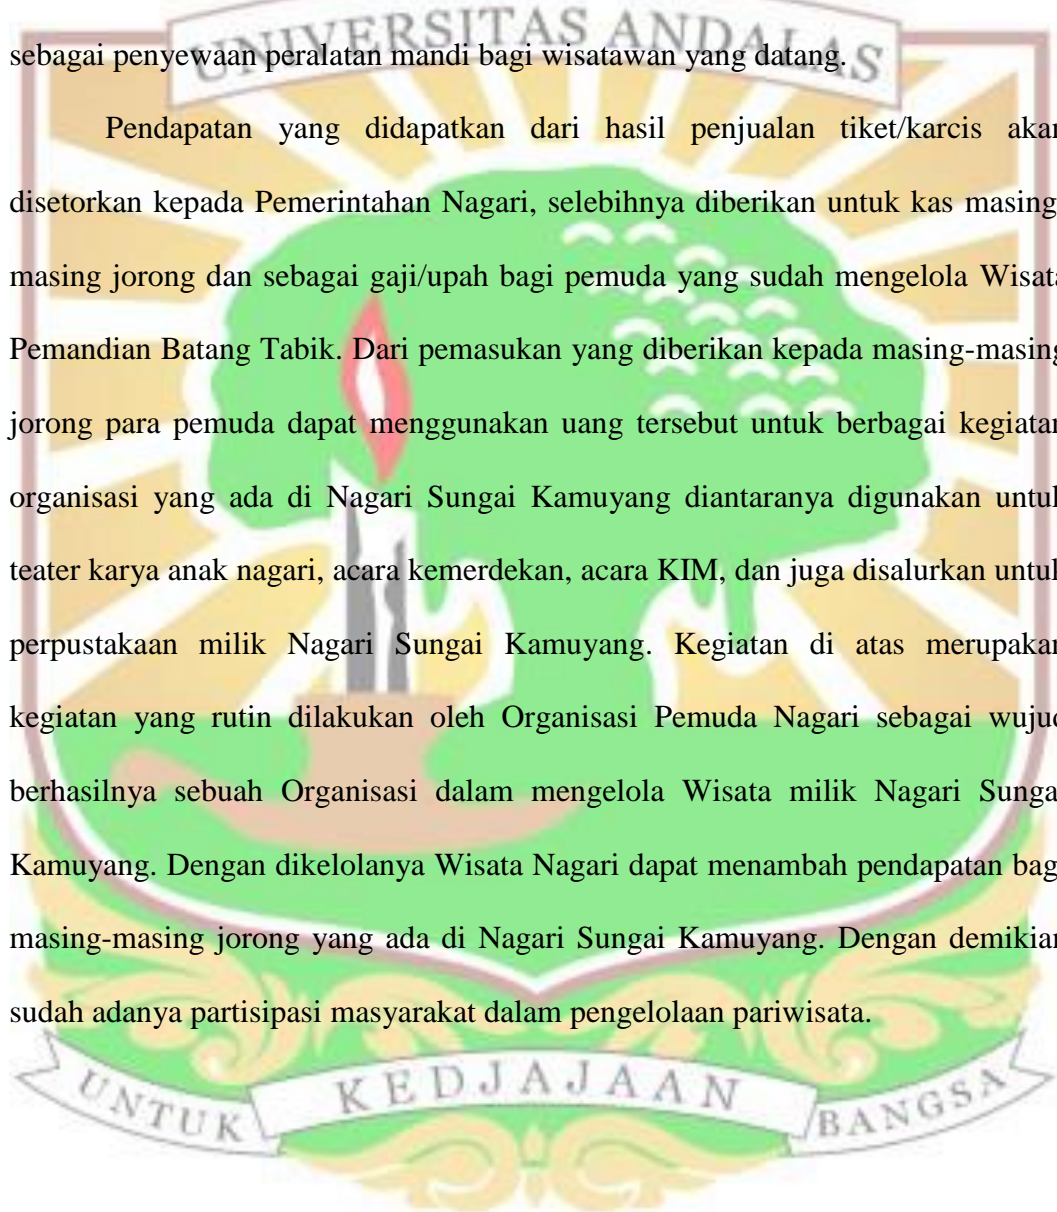 UNIVERSITAS ANDALAS
sebagai penyewaan peralatan mandi bagi wisatawan yang datang.
Pendapatan yang didapatkan dari hasil penjualan tiket/karcis akan
disetorkan kepada Pemerintahan Nagari, selebihnya diberikan untuk kas masing-
masing jorong dan sebagai gaji/upah bagi pemuda yang sudah mengelola Wisata
Pemandian Batang Tabik. Dari pemasukan yang diberikan kepada masing-masing
jorong para pemuda dapat menggunakan uang tersebut untuk berbagai kegiatan
organisasi yang ada di Nagari Sungai Kamuyang diantaranya digunakan untuk
teater karya anak nagari, acara kemerdekan, acara KIM, dan juga disalurkan untuk
perpustakaan milik Nagari Sungai Kamuyang. Kegiatan di atas merupakan
kegiatan yang rutin dilakukan oleh Organisasi Pemuda Nagari sebagai wujud
berhasilnya sebuah Organisasi dalam mengelola Wisata milik Nagari Sungai
Kamuyang. Dengan dikelolanya Wisata Nagari dapat menambah pendapatan bagi
masing-masing jorong yang ada di Nagari Sungai Kamuyang. Dengan demikian
sudah adanya partisipasi masyarakat dalam pengelolaan pariwisata.
UNTUK KEDJAJAAN BANGSA